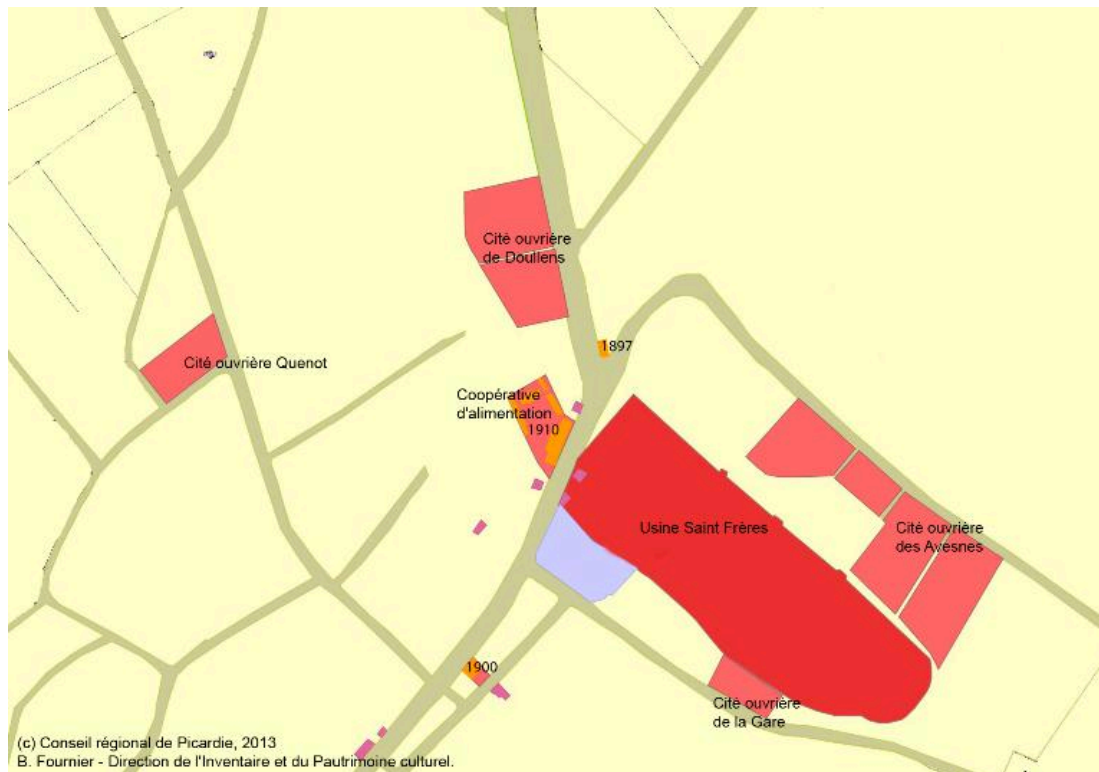 Cité ouvrière
de Doullens
1897
Cité ouvrière Quenot
Coopérative
d'alimentation
1910
Usine Saint Frères
Cité ouvrière
des Avesnes
1900
Cité ouvrière
de la Gare
(c) Conseil régional de Picardie, 2013
B. Fournier - Direction de l'Inventaire et du Pautrimoine culturel.